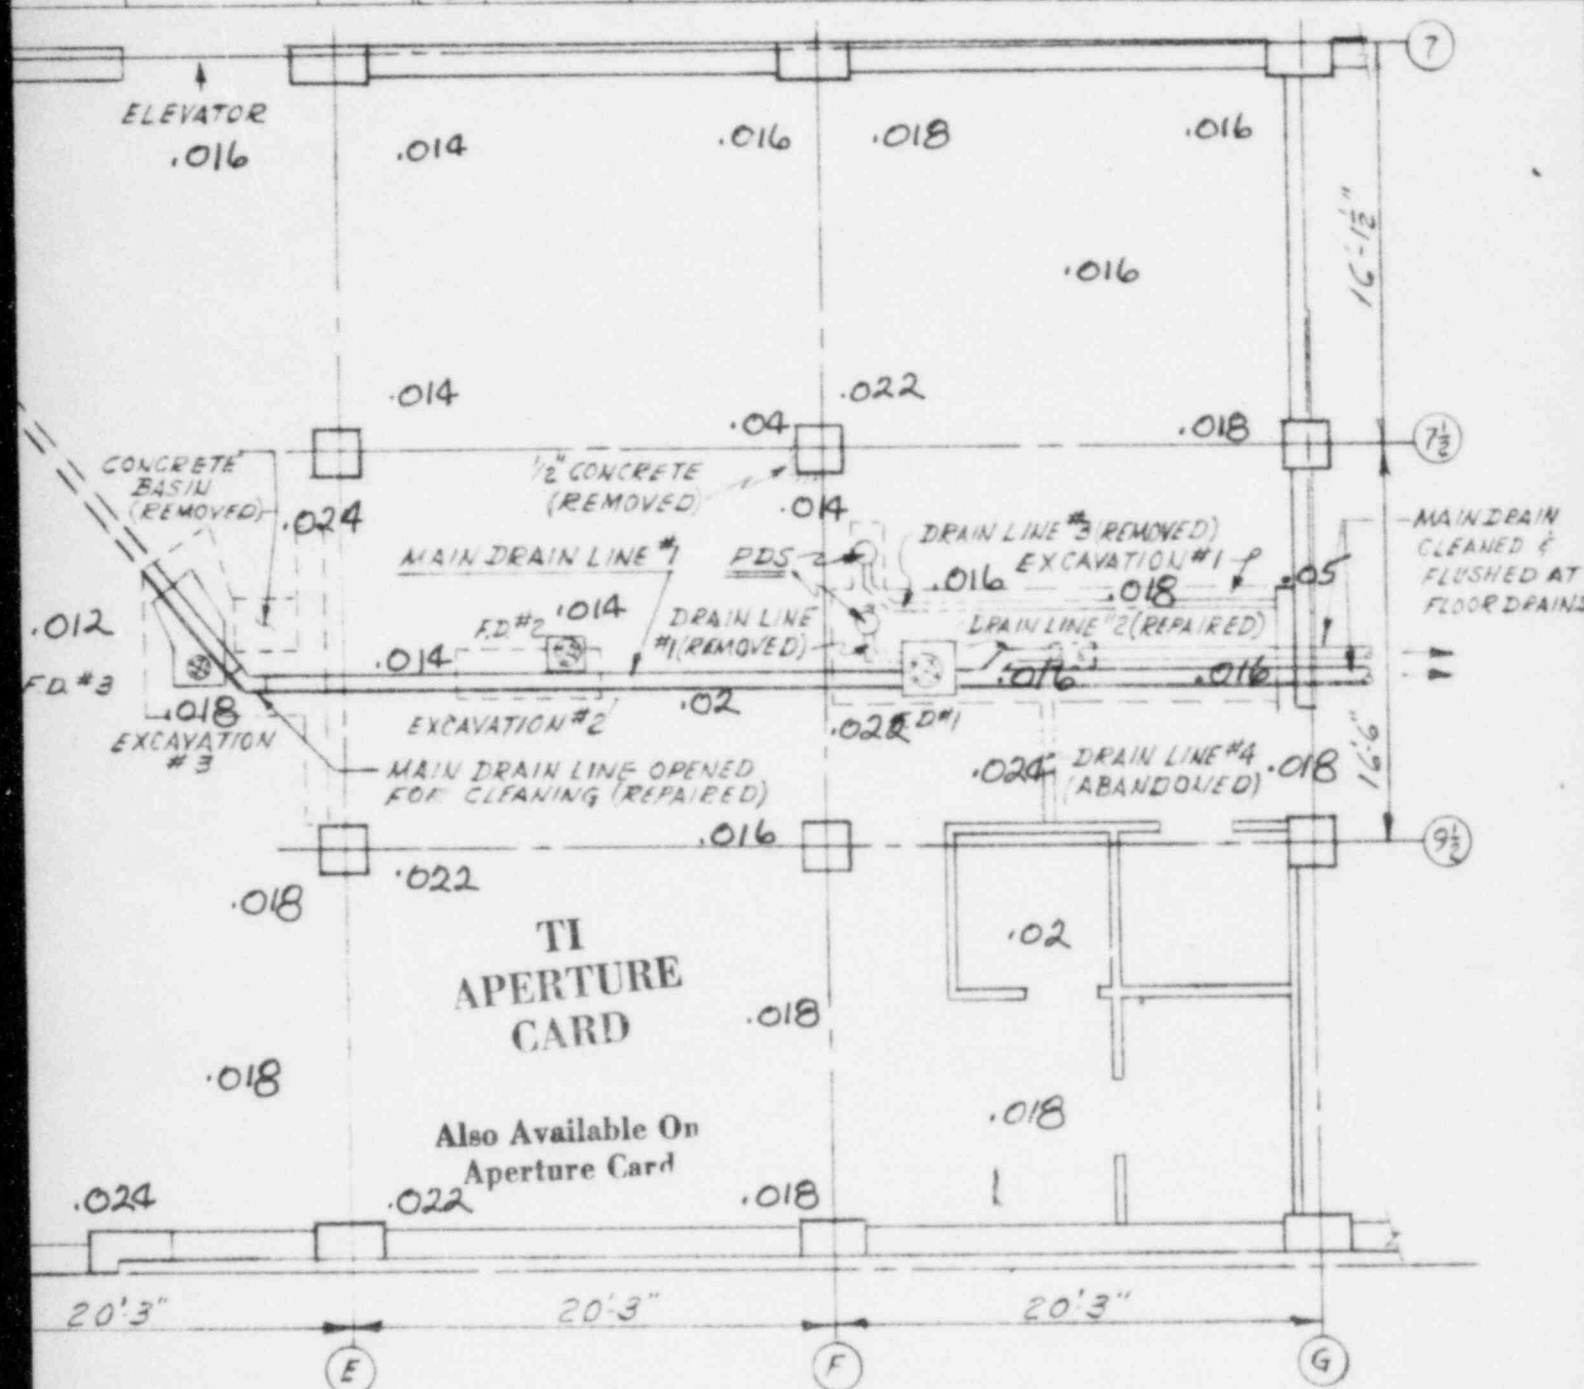 7
ELEVATOR
.016
.014
.016
.018
.016
16'-1½"
.016
.014
.022
.04
.018
7½
CONCRETE
BASIN
(REMOVED)
½" CONCRETE
(REMOVED)
.024
.014
MAIN DRAIN LINE #1
PDS
DRAIN LINE #3 (REMOVED)
EXCAVATION #1
MAIN DRAIN
CLEANED &
FLUSHED AT
FLOOR DRAINS
.016
.018
.05
.012
F.D. #2
.014
DRAIN LINE
#1 (REMOVED)
DRAIN LINE #2 (REPAIRED)
.014
.016
.016
F.D. #3
.018
EXCAVATION
#3
EXCAVATION #2
.02
.022
F.D #1
MAIN DRAIN LINE OPENED
FOR CLEANING (REPAIRED)
.024
DRAIN LINE #4
(ABANDONED)
.018
16'-6"
.016
9½
.022
.018
TI
APERTURE
CARD
.02
.018
.018
.018
Also Available On
Aperture Card
.024
.022
.018
20'-3"
20'-3"
20'-3"
E
F
G